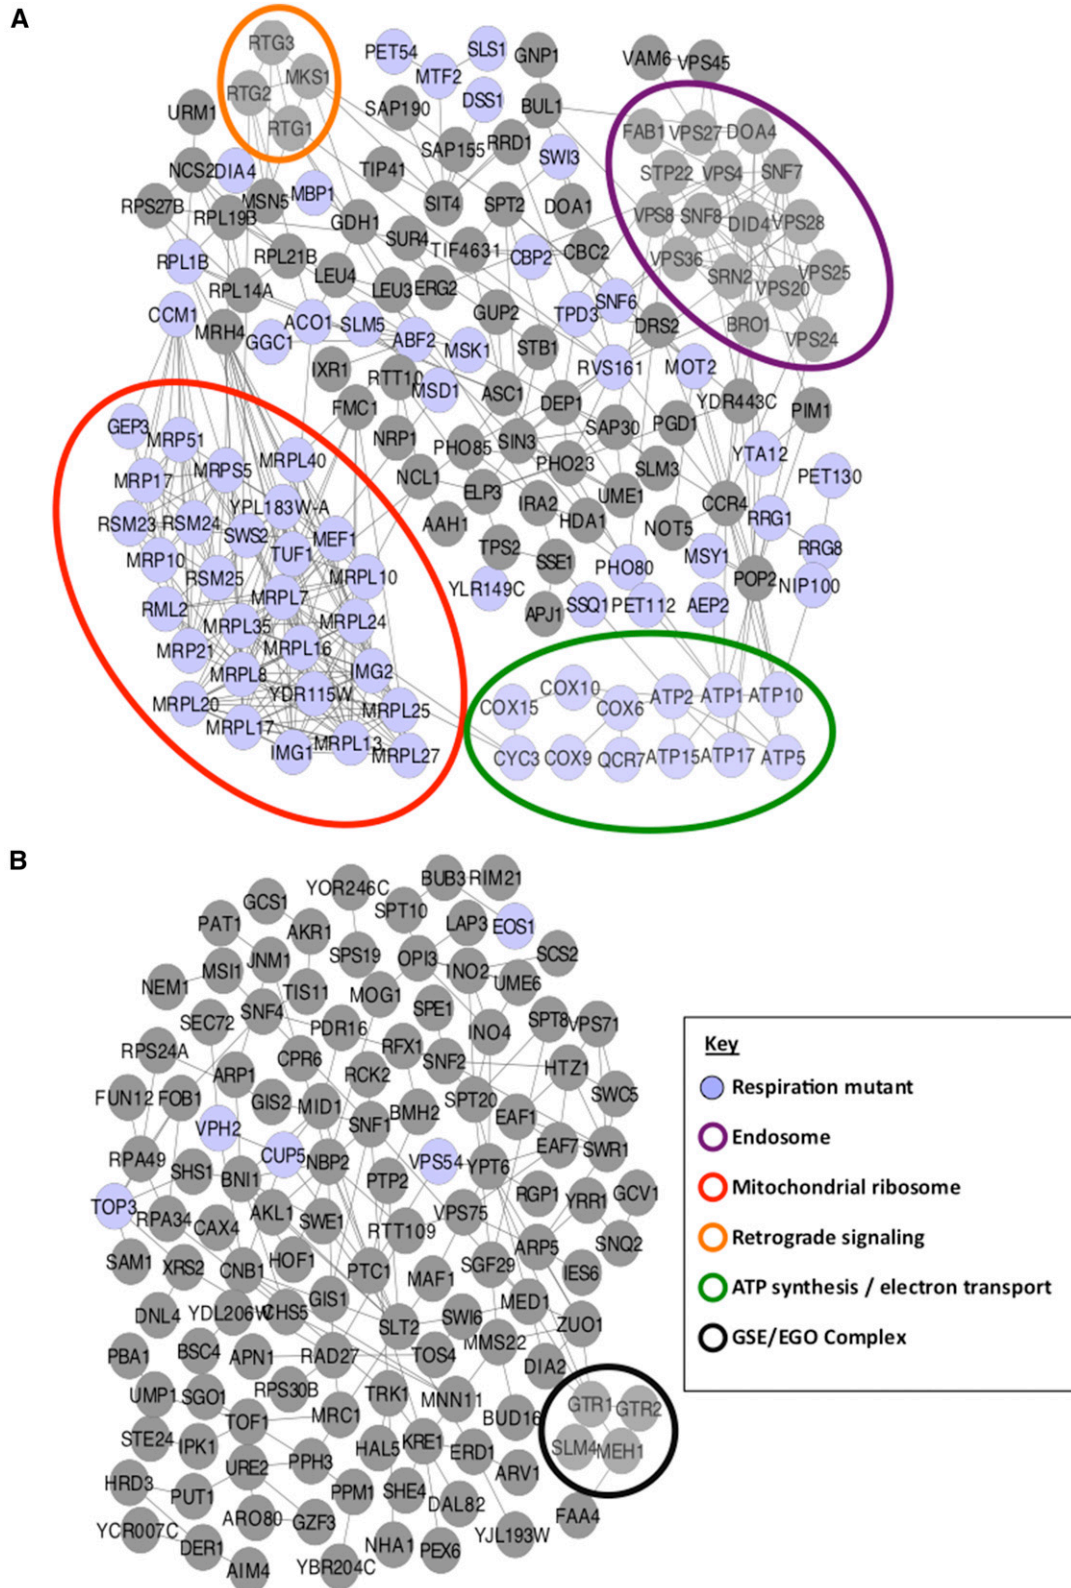 A
RTG3
MKS1
RTG2
RTG1
PET54
SLS1
MTF2
GNP1
VAM6
VPS45
DSS1
URM1
SAP190
BUL1
FAB1
VPS27
DOA4
SAP155
RRD1
SWI3
NCS2
DIA4
TIP41
STP22
VPS4
SNF7
MSN5
MBP1
RPS27B
RPL19B
GDH1
SIT4
SPT2
DOA1
VPS8
SNF8
DID4
VPS28
SUR4
TIF4631
CBP2
CBC2
RPL1B
RPL21B
LEU4
LEU3
ERG2
VPS36
SRN2
VPS20
VPS25
RPL14A
CCM1
MRH4
ACO1
SLM5
GUP2
TPD3
SNF6
DRS2
BRO1
VPS24
GGC1
ABF2
MSK1
STB1
RVS161
MOT2
IXR1
RTT10
MSD1
ASC1
DEP1
YDR443C
PIM1
FMC1
GEP3
MRP51
NRP1
PHO85
SIN3
SAP30
PGD1
MRP17
MRPS5
MRPL40
NCL1
PHO23
SLM3
YTA12
PET130
RSM23
RSM24
YPL183W-A
ELP3
IRA2
UME1
CCR4
SWS2
MEF1
AAH1
HDA1
NOT5
RRG1
MRP10
TUF1
TPS2
SSE1
MSY1
RRG8
RSM25
MRPL10
YLR149C
PHO80
POP2
NIP100
RML2
MRPL7
MRPL35
MRPL24
APJ1
SSQ1
PET112
AEP2
MRP21
MRPL16
MRPL8
IMG2
YDR115W
COX10
ATP2
ATP1
ATP10
MRPL20
MRPL25
COX15
COX6
MRPL17
IMG1
MRPL13
MRPL27
CYC3
COX9
QCR7
ATP15
ATP17
ATP5
B
YOR246C
BUB3
RIM21
GCS1
SPT10
PAT1
AKR1
LAP3
EOS1
NEM1
MSI1
JNM1
SPS19
OPI3
INO2
SCS2
TIS11
MOG1
UME6
SEC72
SNF4
PDR16
SPE1
INO4
SPT8
VPS71
RPS24A
CPR6
RFX1
SNF2
HTZ1
FUN12
FOB1
ARP1
GIS2
MID1
RCK2
BMH2
SPT20
EAF1
SWC5
VPH2
SNF1
RPA49
SHS1
BNI1
CUP5
NBP2
PTP2
VPS54
YPT6
EAF7
SWR1
TOP3
RPA34
CAX4
AKL1
SWE1
RTT109
VPS75
RGP1
YRR1
GCV1
SAM1
XRS2
CNB1
HOF1
PTC1
MAF1
SGF29
ARP5
IES6
SNQ2
DNL4
YDL206W
CHS5
GIS1
SLT2
SWI6
MED1
ZUO1
PBA1
BSC4
APN1
RAD27
TOS4
MMS22
DIA2
UMP1
SGO1
RPS30B
TRK1
MNN11
GTR1
GTR2
STE24
IPK1
TOF1
MRC1
HAL5
KRE1
ERD1
BUD16
SLM4
MEH1
HRD3
PUT1
URE2
PPH3
PPM1
SHE4
ARV1
YCR007C
DER1
ARO80
GZF3
DAL82
FAA4
AIM4
YBR204C
NHA1
PEX6
YJL193W
Key
Respiration mutant
Endosome
Mitochondrial ribosome
Retrograde signaling
ATP synthesis / electron transport
GSE/EGO Complex